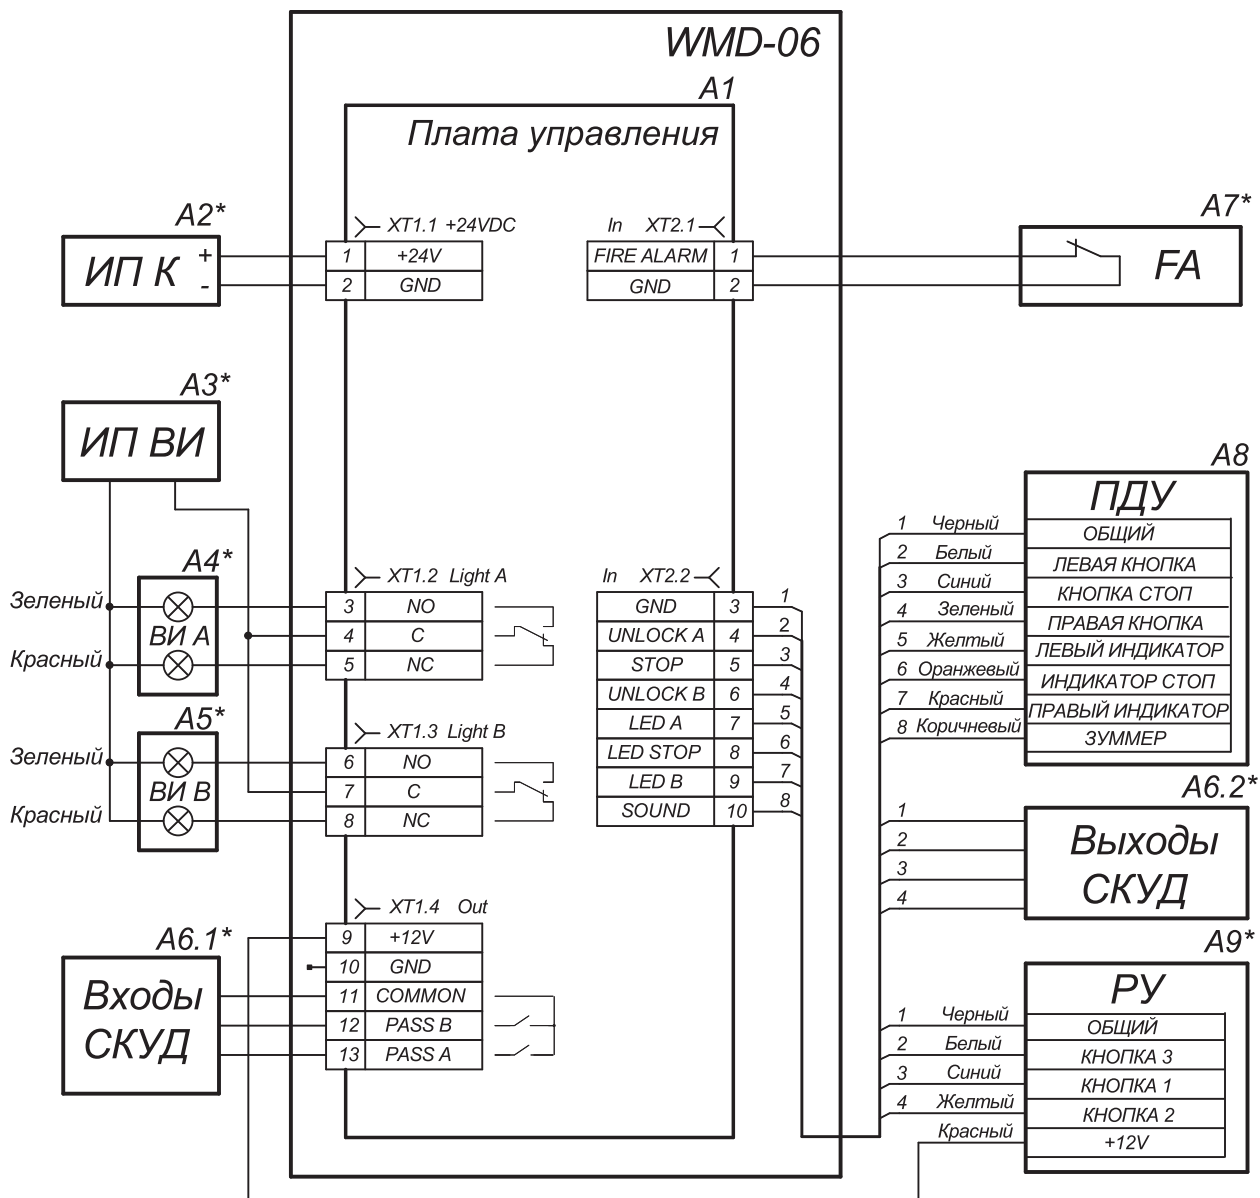 WMD-06
A1
Плата управления
A2*
ИП К
+
-
XT1.1 +24VDC
1 +24V
2 GND
In XT2.1
FIRE ALARM 1
GND 2
A7*
FA
A3*
ИП ВИ
A4*
Зеленый
ВИ А
Красный
A5*
Зеленый
ВИ В
Красный
XT1.2 Light A
3 NO
4 C
5 NC
XT1.3 Light B
6 NO
7 C
8 NC
In XT2.2
GND 3 1
UNLOCK A 4 2
STOP 5 3
UNLOCK B 6 4
LED A 7 5
LED STOP 8 6
LED B 9 7
SOUND 10 8
A8
ПДУ
1 Черный ОБЩИЙ
2 Белый ЛЕВАЯ КНОПКА
3 Синий КНОПКА СТОП
4 Зеленый ПРАВАЯ КНОПКА
5 Желтый ЛЕВЫЙ ИНДИКАТОР
6 Оранжевый ИНДИКАТОР СТОП
7 Красный ПРАВЫЙ ИНДИКАТОР
8 Коричневый ЗУММЕР
A6.2*
1
2
3
4
Выходы
СКУД
XT1.4 Out
9 +12V
10 GND
11 COMMON
12 PASS B
13 PASS A
A6.1*
Входы
СКУД
A9*
РУ
1 Черный ОБЩИЙ
2 Белый КНОПКА 3
3 Синий КНОПКА 1
4 Желтый КНОПКА 2
Красный +12V